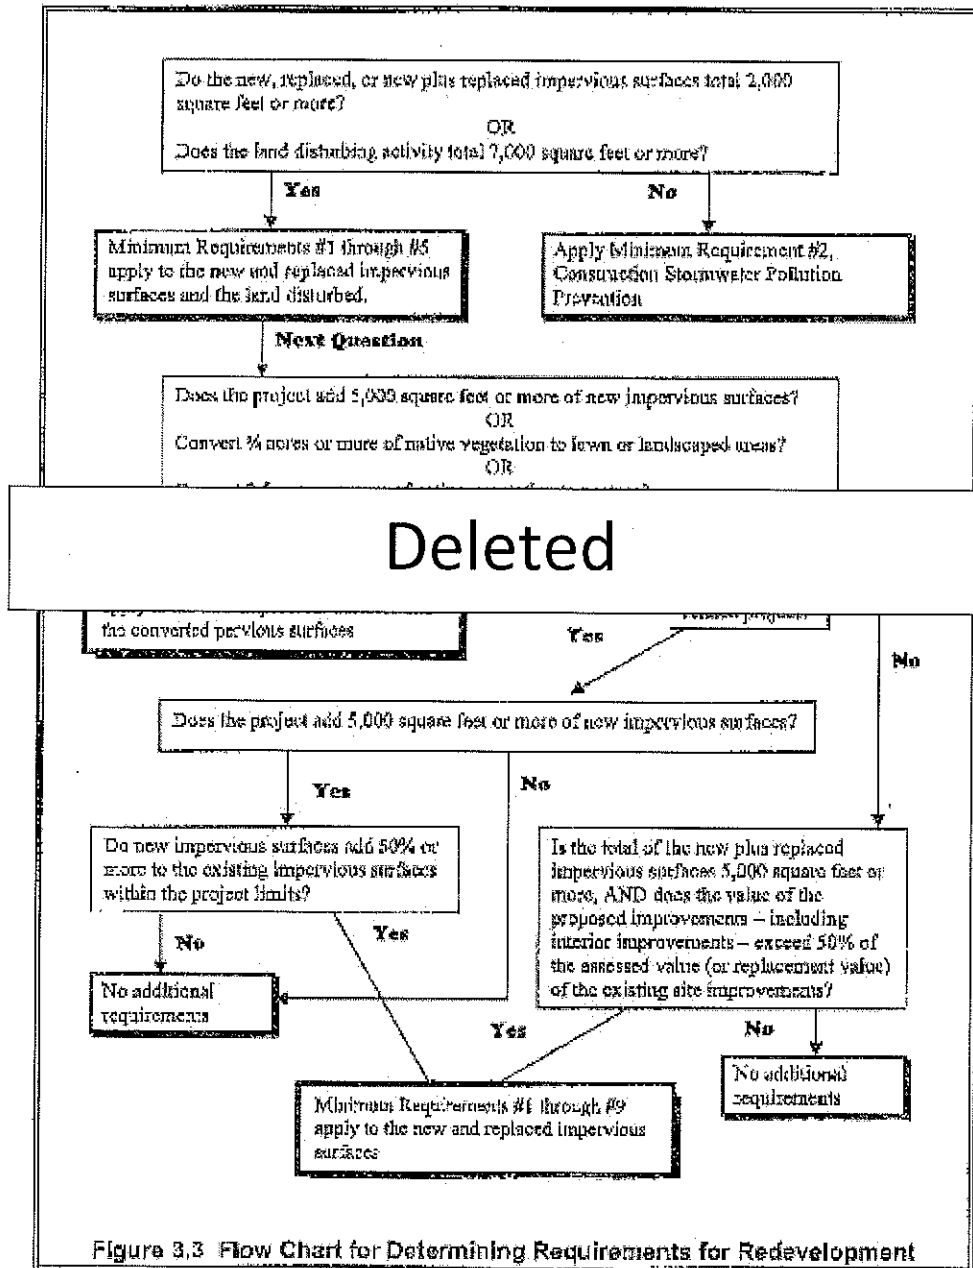 Do the new, replaced, or new plus replaced impervious surfaces total 2,000
square feet or more?
OR
Does the land disturbing activity total 7,000 square feet or more?
Yes
No
Minimum Requirements #1 through #5
apply to the new and replaced impervious
surfaces and the land disturbed.
Apply Minimum Requirement #2,
Construction Stormwater Pollution
Prevention
Next Question
Does the project add 5,000 square feet or more of new impervious surfaces?
OR
Convert ¾ acres or more of native vegetation to lawn or landscaped areas?
OR
Deleted
the converted pervious surfaces
Yes
No
Does the project add 5,000 square feet or more of new impervious surfaces?
Yes
No
Do new impervious surfaces add 50% or
more to the existing impervious surfaces
within the project limits?
Is the total of the new plus replaced
impervious surfaces 5,000 square feet or
more, AND does the value of the
proposed improvements – including
interior improvements – exceed 50% of
the assessed value (or replacement value)
of the existing site improvements?
No
Yes
No additional
requirements
Yes
No
No additional
requirements
Minimum Requirements #1 through #9
apply to the new and replaced impervious
surfaces
Figure 3.3 Flow Chart for Determining Requirements for Redevelopment